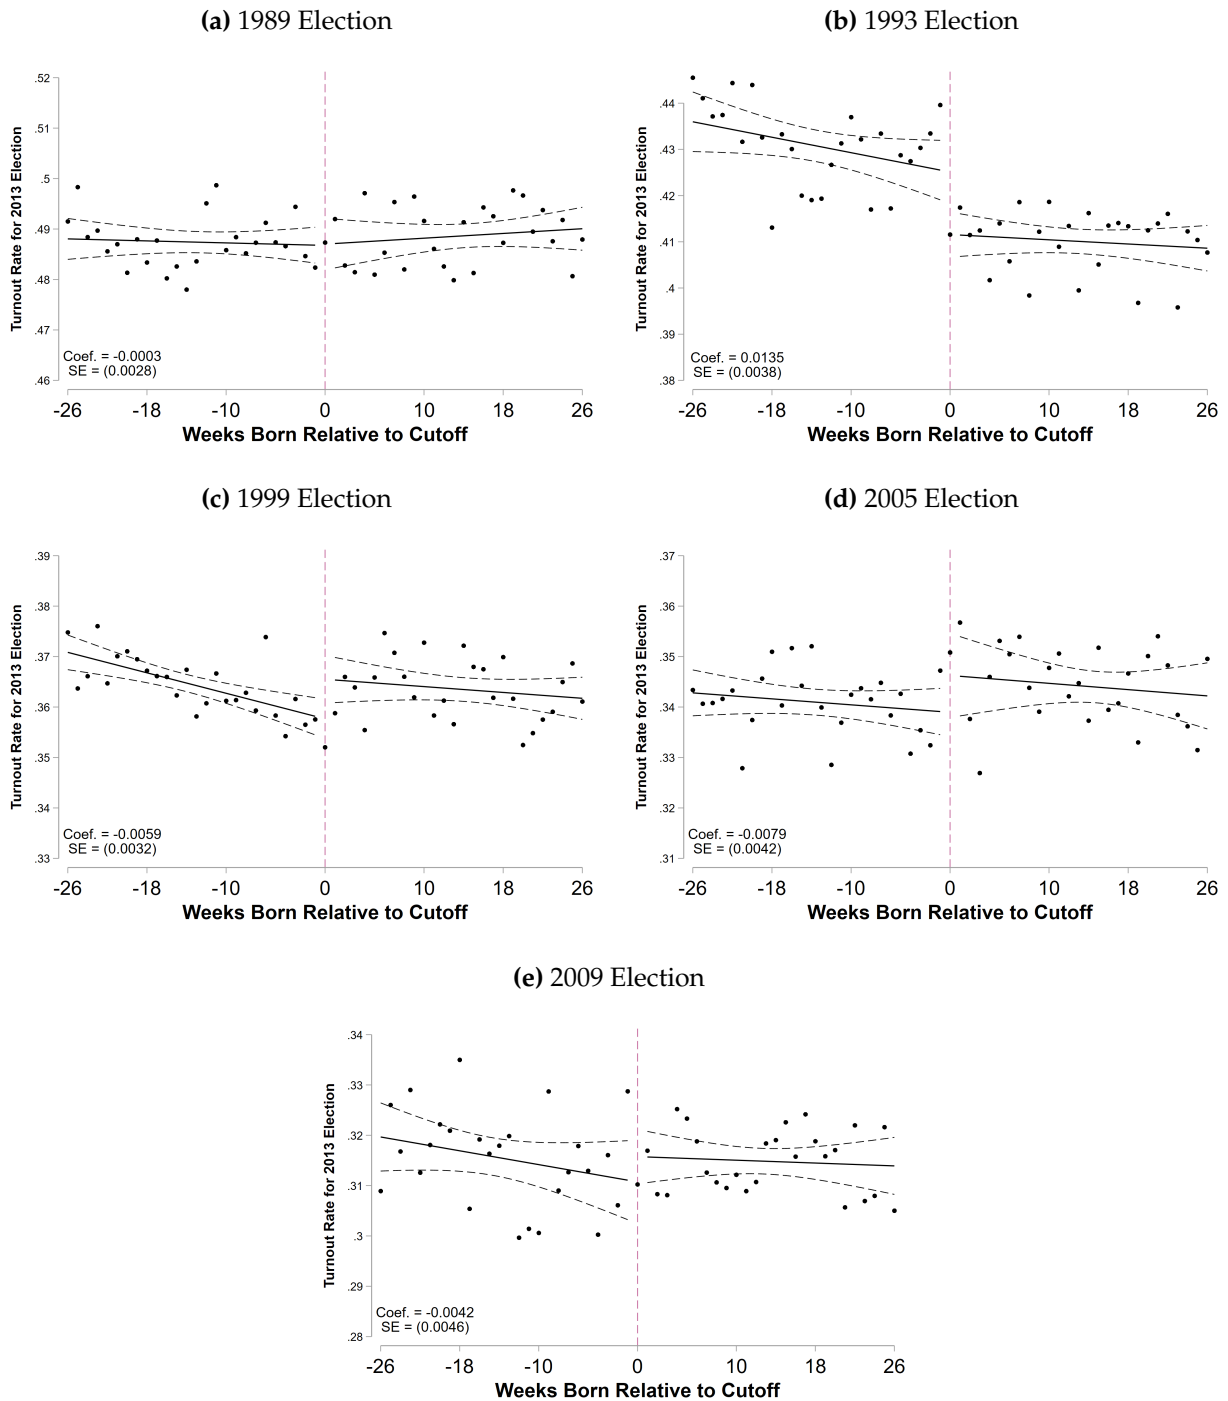 (a) 1989 Election
Turnout Rate for 2013 Election
.52
.51
.5
.49
.48
.47
.46
Coef. = -0.0003
SE = (0.0028)
-26 -18 -10 0 10 18 26
Weeks Born Relative to Cutoff
(b) 1993 Election
Turnout Rate for 2013 Election
.44
.43
.42
.41
.4
.39
.38
Coef. = 0.0135
SE = (0.0038)
-26 -18 -10 0 10 18 26
Weeks Born Relative to Cutoff
(c) 1999 Election
Turnout Rate for 2013 Election
.39
.38
.37
.36
.35
.34
.33
Coef. = -0.0059
SE = (0.0032)
-26 -18 -10 0 10 18 26
Weeks Born Relative to Cutoff
(d) 2005 Election
Turnout Rate for 2013 Election
.37
.36
.35
.34
.33
.32
.31
Coef. = -0.0079
SE = (0.0042)
-26 -18 -10 0 10 18 26
Weeks Born Relative to Cutoff
(e) 2009 Election
Turnout Rate for 2013 Election
.34
.33
.32
.31
.3
.29
.28
Coef. = -0.0042
SE = (0.0046)
-26 -18 -10 0 10 18 26
Weeks Born Relative to Cutoff